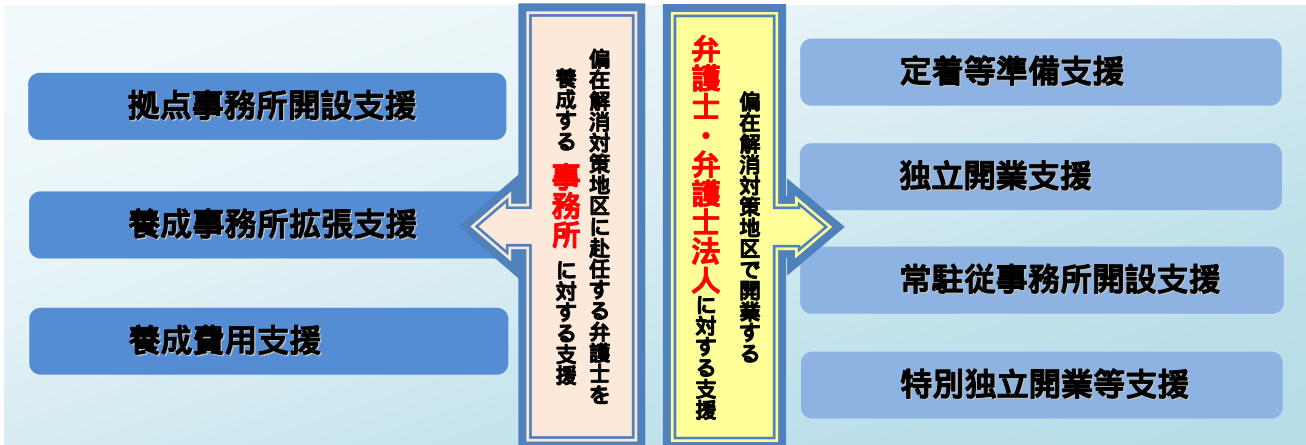 拠点事務所開設支援
養成事務所拡張支援
養成費用支援
偏在解消対策地区に赴任する弁護士を
養成する 事務所 に対する支援
偏在解消対策地区で開業する
弁護士・弁護士法人に対する支援
定着等準備支援
独立開業支援
常駐従事務所開設支援
特別独立開業等支援